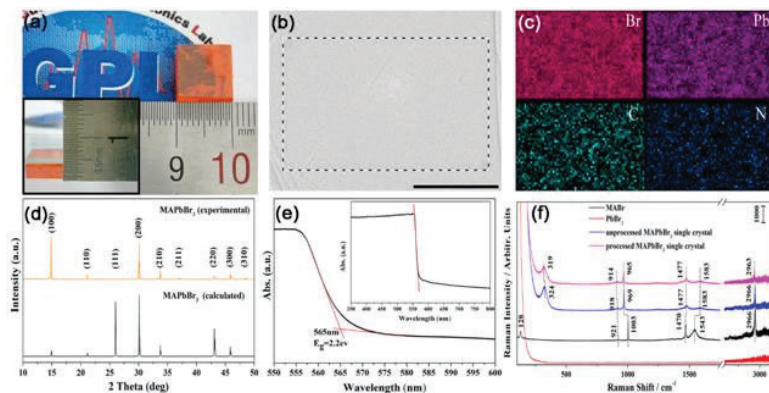 (a)
onics La
GPL
mm
9 10
(b)
(c)
Br
Pb
C
N
(d)
Intensity (a.u.)
MAPbBr3 (experimental)
(100)
(110)
(111)
(200)
(210)
(211)
(220)
(300)
(310)
MAPbBr3 (calculated)
10 15 20 25 30 35 40 45 50
2 Theta (deg)
(e)
Abs. (a.u.)
Abs. (a.u.)
Wavelength (nm)
565nm
Eg=2.2ev
550 555 560 565 570 575 580 585 590 595 600
Wavelength (nm)
(f)
Raman Intensity / Arbitr. Units
MABr
PbBr2
unprocessed MAPbBr3 single crystal
processed MAPbBr3 single crystal
1000
319
914
965
1477
1583
2963
324
918
969
1477
1583
2966
128
921
1003
1470
1543
2966
500 1000 1500 3000
Raman Shift / cm-1